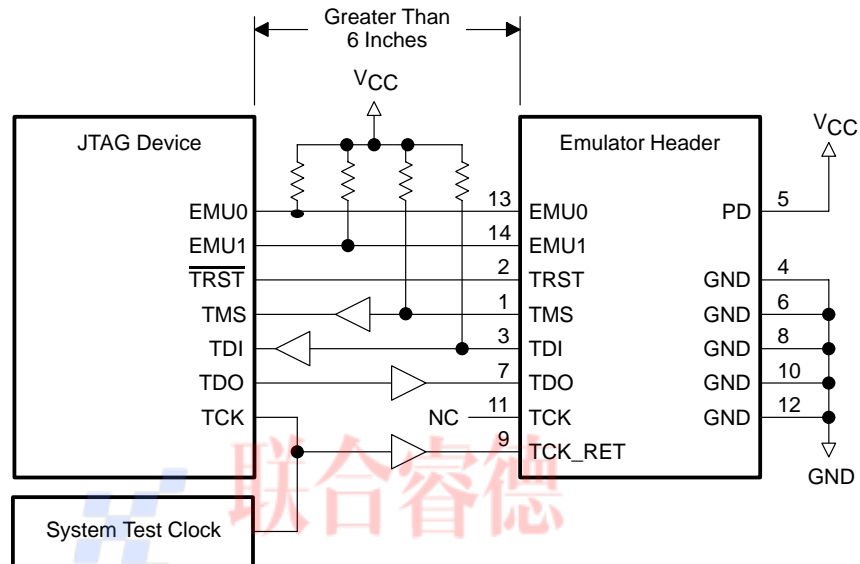 Greater Than
6 Inches
VCC
JTAG Device
Emulator Header
VCC
EMU0
13
EMU0
PD
5
EMU1
14
EMU1
TRST
2
TRST
GND
4
TMS
1
TMS
GND
6
TDI
3
TDI
GND
8
TDO
7
TDO
GND
10
TCK
NC
11
TCK
GND
12
9
TCK_RET
GND
System Test Clock
联合睿德